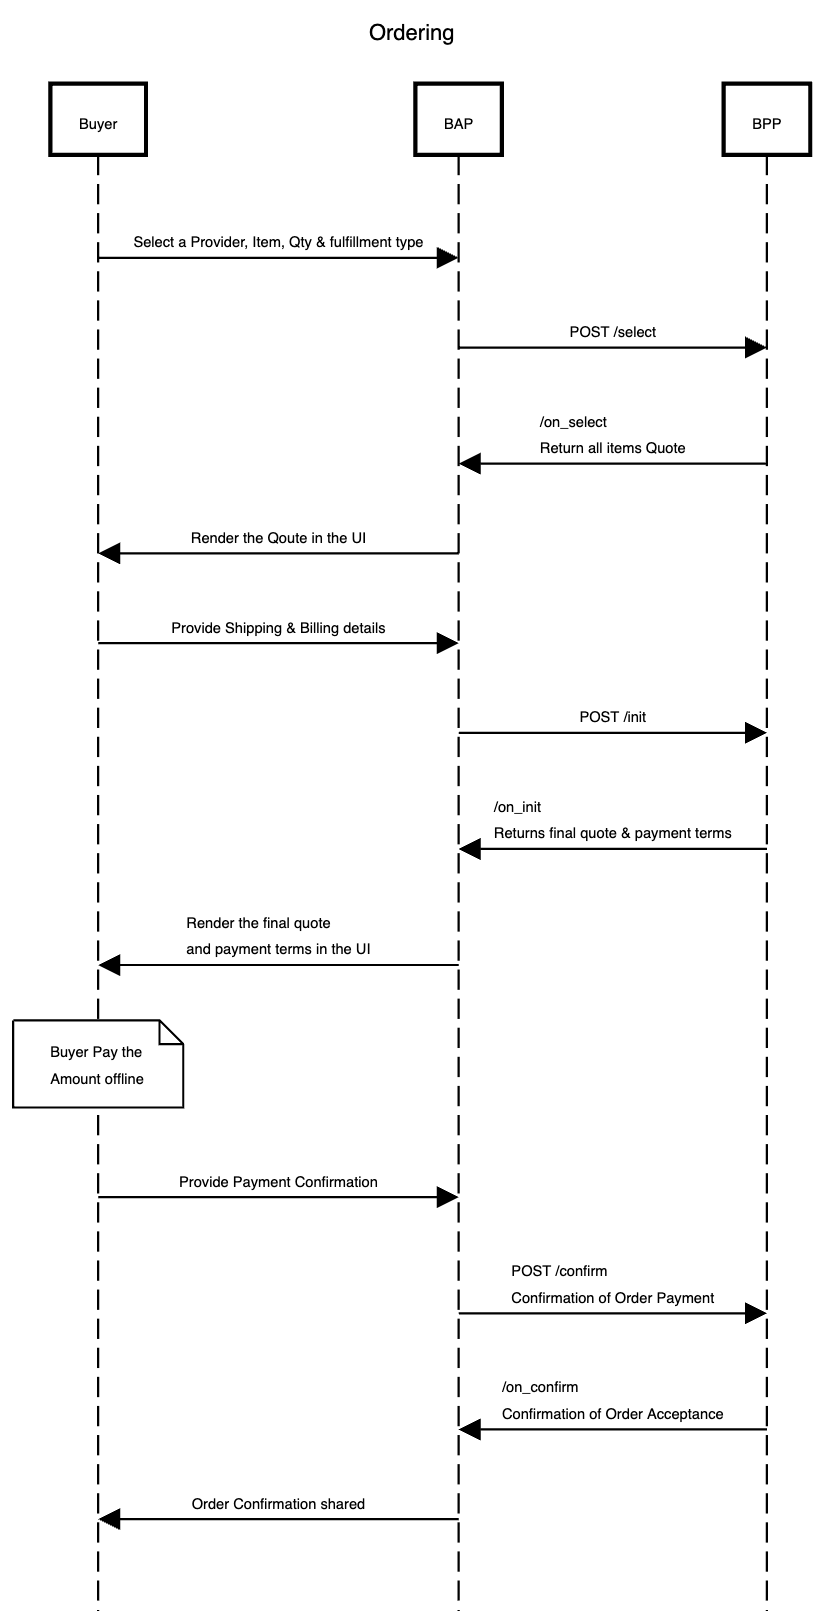 Ordering
Buyer
BAP
BPP
Select a Provider, Item, Qty & fulfillment type
POST /select
/on_select
Return all items Quote
Render the Qoute in the UI
Provide Shipping & Billing details
POST /init
/on_init
Returns final quote & payment terms
Render the final quote
and payment terms in the UI
Buyer Pay the
Amount offline
Provide Payment Confirmation
POST /confirm
Confirmation of Order Payment
/on_confirm
Confirmation of Order Acceptance
Order Confirmation shared